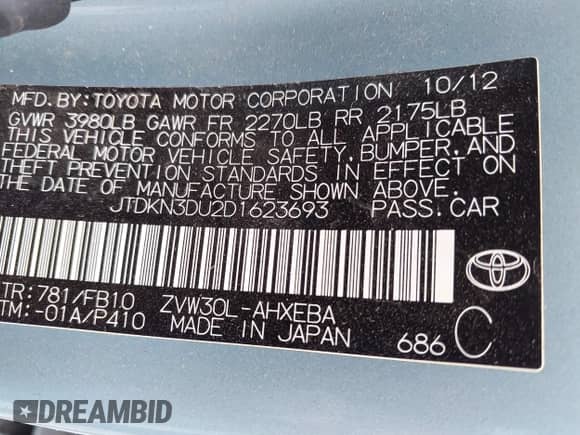 MFD.BY:TOYOTA MOTOR CORPORATION 10/12
GVWR 3980LB GAWR FR 2270LB RR 2175LB
THIS VEHICLE CONFORMS TO ALL APPLICABLE
FEDERAL MOTOR VEHICLE SAFETY,BUMPER,AND
THEFT PREVENTION STANDARDS IN EFFECT ON
THE DATE OF MANUFACTURE SHOWN ABOVE.
JTDKN3DU2D1623693 PASS.CAR
TR:781/FB10 ZVW30L-AHXEBA
TM:-01A/P410 MADE IN JAPAN 686 C
DREAMBID